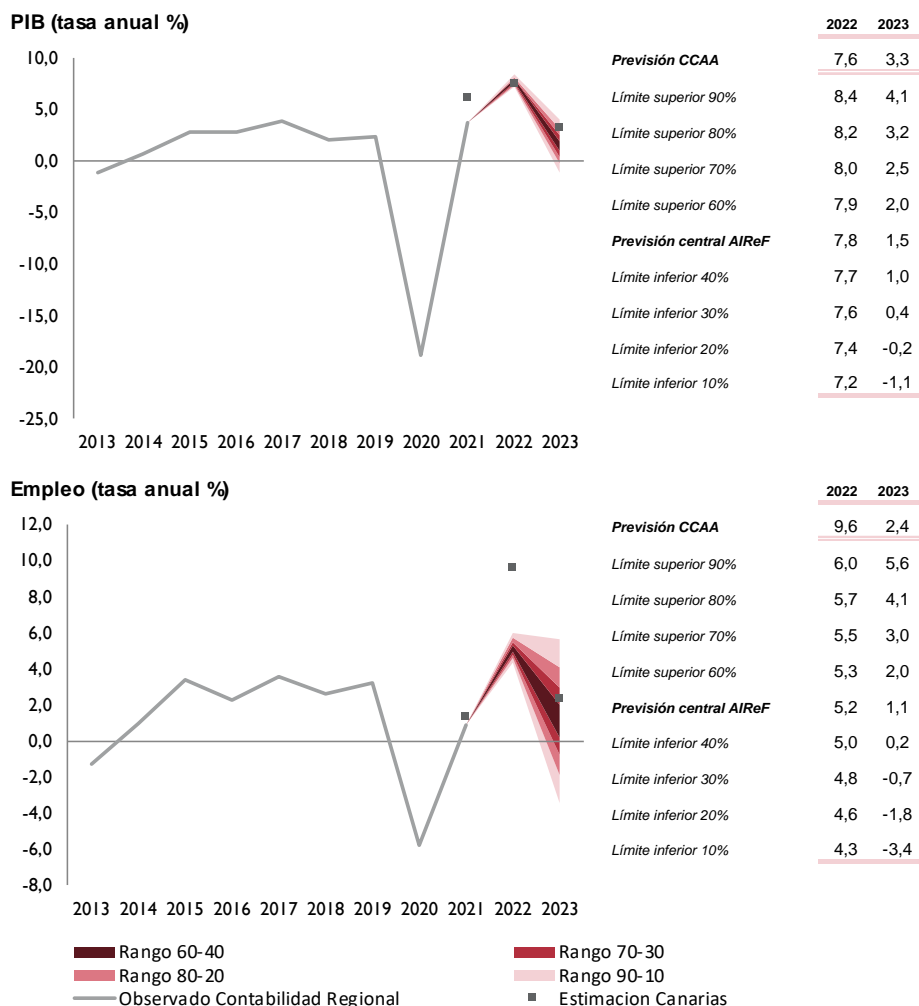 PIB (tasa anual %)
10,0
5,0
0,0
-5,0
-10,0
-15,0
-20,0
-25,0
2013 2014 2015 2016 2017 2018 2019 2020 2021 2022 2023
2022 2023
Previsión CCAA 7,6 3,3
Límite superior 90% 8,4 4,1
Límite superior 80% 8,2 3,2
Límite superior 70% 8,0 2,5
Límite superior 60% 7,9 2,0
Previsión central AIReF 7,8 1,5
Límite inferior 40% 7,7 1,0
Límite inferior 30% 7,6 0,4
Límite inferior 20% 7,4 -0,2
Límite inferior 10% 7,2 -1,1
Empleo (tasa anual %)
12,0
10,0
8,0
6,0
4,0
2,0
0,0
-2,0
-4,0
-6,0
-8,0
2013 2014 2015 2016 2017 2018 2019 2020 2021 2022 2023
2022 2023
Previsión CCAA 9,6 2,4
Límite superior 90% 6,0 5,6
Límite superior 80% 5,7 4,1
Límite superior 70% 5,5 3,0
Límite superior 60% 5,3 2,0
Previsión central AIReF 5,2 1,1
Límite inferior 40% 5,0 0,2
Límite inferior 30% 4,8 -0,7
Límite inferior 20% 4,6 -1,8
Límite inferior 10% 4,3 -3,4
Rango 60-40 Rango 70-30
Rango 80-20 Rango 90-10
Observado Contabilidad Regional Estimacion Canarias